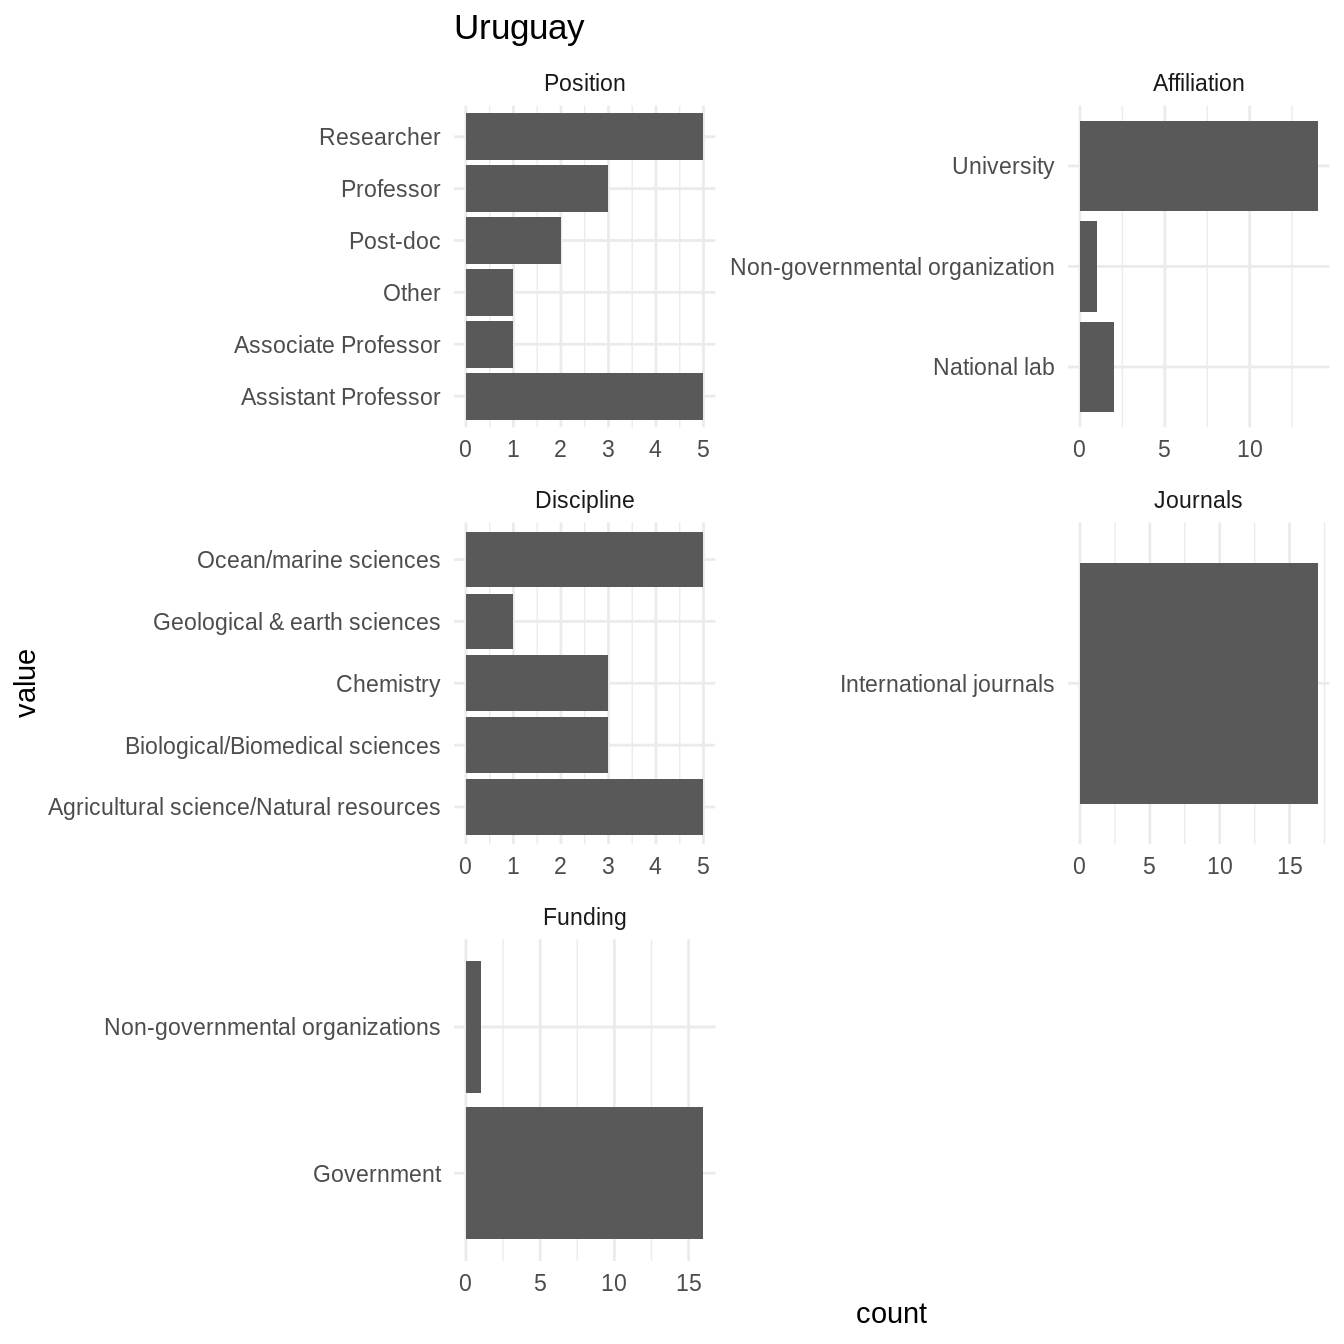 Uruguay
Position
Researcher
Professor
Post-doc
Other
Associate Professor
Assistant Professor
0 1 2 3 4 5
Affiliation
University
Non-governmental organization
National lab
0 5 10
Discipline
Ocean/marine sciences
Geological & earth sciences
Chemistry
Biological/Biomedical sciences
Agricultural science/Natural resources
0 1 2 3 4 5
Journals
International journals
0 5 10 15
Funding
Non-governmental organizations
Government
0 5 10 15
value
count